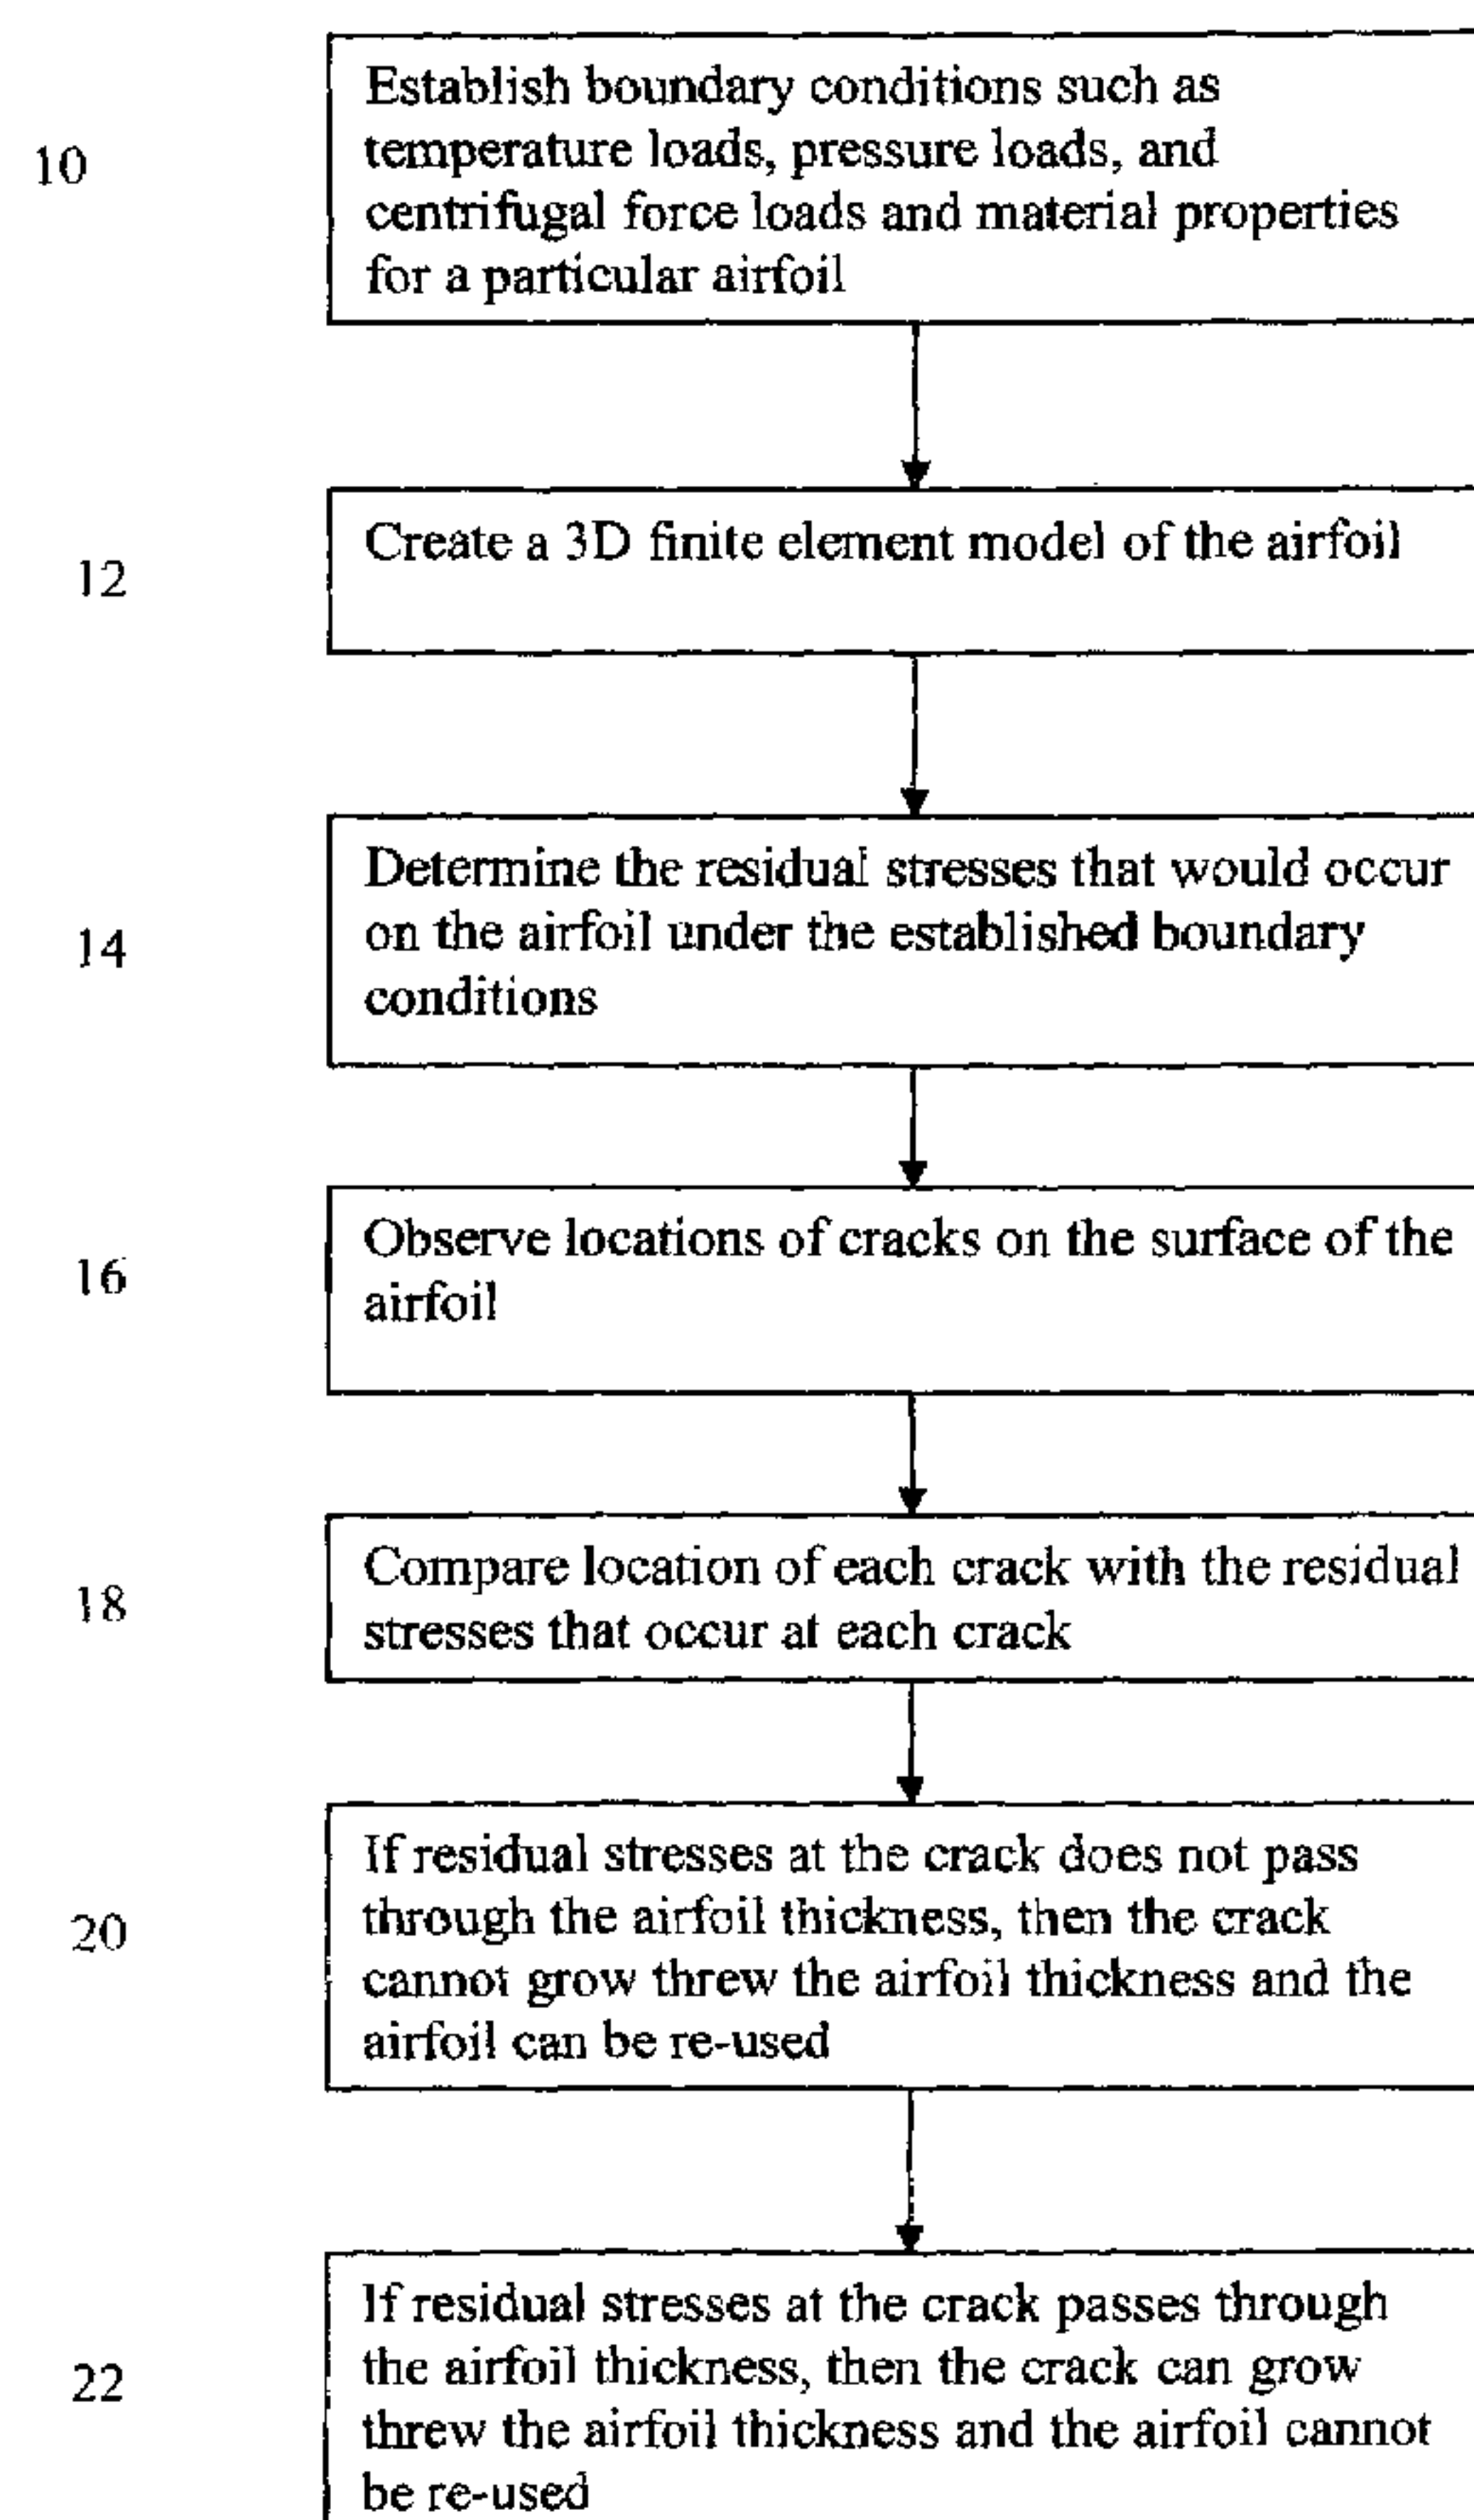 10
Establish boundary conditions such as
temperature loads, pressure loads, and
centrifugal force loads and material properties
for a particular airfoil
12
Create a 3D finite element model of the airfoil
14
Determine the residual stresses that would occur
on the airfoil under the established boundary
conditions
16
Observe locations of cracks on the surface of the
airfoil
18
Compare location of each crack with the residual
stresses that occur at each crack
20
If residual stresses at the crack does not pass
through the airfoil thickness, then the crack
cannot grow threw the airfoil thickness and the
airfoil can be re-used
22
If residual stresses at the crack passes through
the airfoil thickness, then the crack can grow
threw the airfoil thickness and the airfoil cannot
be re-used